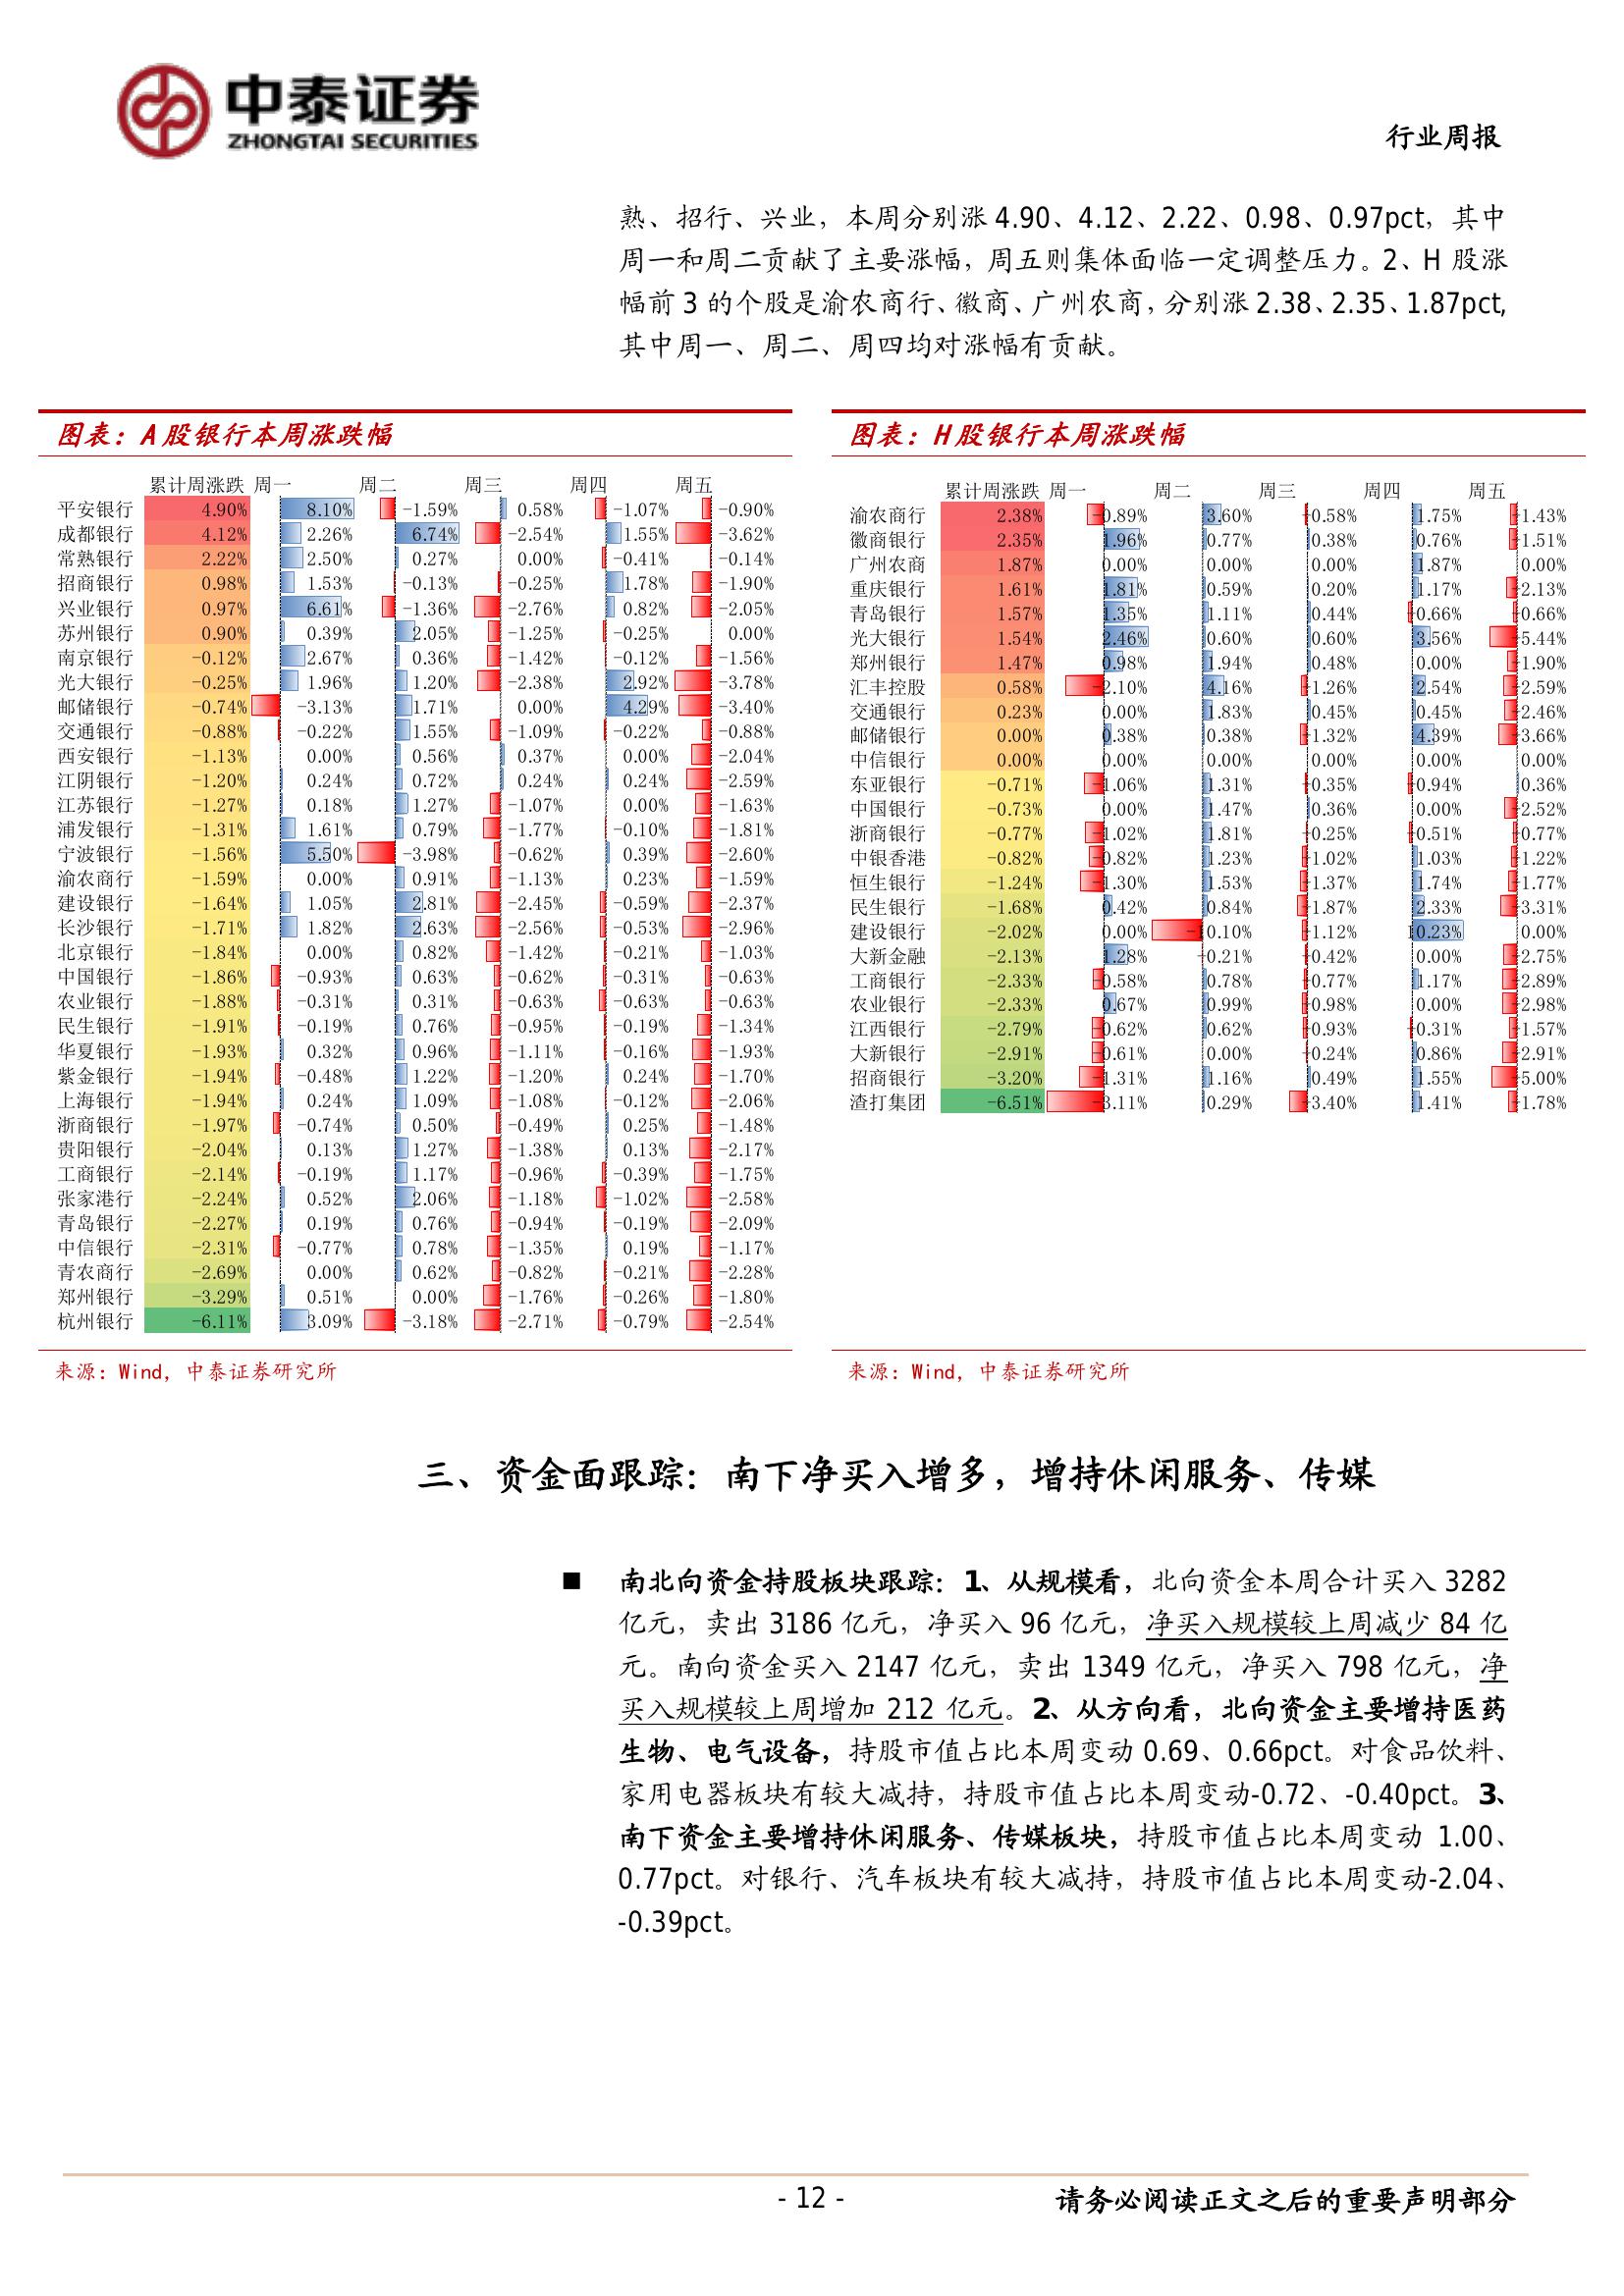 中泰证券
ZHONGTAI SECURITIES
行业周报
熟、招行、兴业，本周分别涨 4.90、4.12、2.22、0.98、0.97pct，其中
周一和周二贡献了主要涨幅，周五则集体面临一定调整压力。2、H 股涨
幅前 3 的个股是渝农商行、徽商、广州农商，分别涨 2.38、2.35、1.87pct,
其中周一、周二、周四均对涨幅有贡献。
图表：A 股银行本周涨跌幅
累计周涨跌 周一 周二 周三 周四 周五
平安银行 4.90% 8.10% -1.59% 0.58% -1.07% -0.90%
成都银行 4.12% 2.26% 6.74% -2.54% 1.55% -3.62%
常熟银行 2.22% 2.50% 0.27% 0.00% -0.41% -0.14%
招商银行 0.98% 1.53% -0.13% -0.25% 1.78% -1.90%
兴业银行 0.97% 6.61% -1.36% -2.76% 0.82% -2.05%
苏州银行 0.90% 0.39% 2.05% -1.25% -0.25% 0.00%
南京银行 -0.12% 2.67% 0.36% -1.42% -0.12% -1.56%
光大银行 -0.25% 1.96% 1.20% -2.38% 2.92% -3.78%
邮储银行 -0.74% -3.13% 1.71% 0.00% 4.29% -3.40%
交通银行 -0.88% -0.22% 1.55% -1.09% -0.22% -0.88%
西安银行 -1.13% 0.00% 0.56% 0.37% 0.00% -2.04%
江阴银行 -1.20% 0.24% 0.72% 0.24% 0.24% -2.59%
江苏银行 -1.27% 0.18% 1.27% -1.07% 0.00% -1.63%
浦发银行 -1.31% 1.61% 0.79% -1.77% -0.10% -1.81%
宁波银行 -1.56% 5.50% -3.98% -0.62% 0.39% -2.60%
渝农商行 -1.59% 0.00% 0.91% -1.13% 0.23% -1.59%
建设银行 -1.64% 1.05% 2.81% -2.45% -0.59% -2.37%
长沙银行 -1.71% 1.82% 2.63% -2.56% -0.53% -2.96%
北京银行 -1.84% 0.00% 0.82% -1.42% -0.21% -1.03%
中国银行 -1.86% -0.93% 0.63% -0.62% -0.31% -0.63%
农业银行 -1.88% -0.31% 0.31% -0.63% -0.63% -0.63%
民生银行 -1.91% -0.19% 0.76% -0.95% -0.19% -1.34%
华夏银行 -1.93% 0.32% 0.96% -1.11% -0.16% -1.93%
紫金银行 -1.94% -0.48% 1.22% -1.20% 0.24% -1.70%
上海银行 -1.94% 0.24% 1.09% -1.08% -0.12% -2.06%
浙商银行 -1.97% -0.74% 0.50% -0.49% 0.25% -1.48%
贵阳银行 -2.04% 0.13% 1.27% -1.38% 0.13% -2.17%
工商银行 -2.14% -0.19% 1.17% -0.96% -0.39% -1.75%
张家港行 -2.24% 0.52% 2.06% -1.18% -1.02% -2.58%
青岛银行 -2.27% 0.19% 0.76% -0.94% -0.19% -2.09%
中信银行 -2.31% -0.77% 0.78% -1.35% 0.19% -1.17%
青农商行 -2.69% 0.00% 0.62% -0.82% -0.21% -2.28%
郑州银行 -3.29% 0.51% 0.00% -1.76% -0.26% -1.80%
杭州银行 -6.11% 3.09% -3.18% -2.71% -0.79% -2.54%
来源：Wind，中泰证券研究所
图表：H 股银行本周涨跌幅
累计周涨跌 周一 周二 周三 周四 周五
渝农商行 2.38% -0.89% 3.60% -0.58% 1.75% -1.43%
徽商银行 2.35% 1.96% 0.77% 0.38% 0.76% -1.51%
广州农商 1.87% 0.00% 0.00% 0.00% 1.87% 0.00%
重庆银行 1.61% 1.81% 0.59% 0.20% 1.17% -2.13%
青岛银行 1.57% 1.35% 1.11% 0.44% -0.66% -0.66%
光大银行 1.54% 2.46% 0.60% 0.60% 3.56% -5.44%
郑州银行 1.47% 0.98% 1.94% 0.48% 0.00% -1.90%
汇丰控股 0.58% -2.10% 4.16% -1.26% 2.54% -2.59%
交通银行 0.23% 0.00% 1.83% 0.45% 0.45% -2.46%
邮储银行 0.00% 0.38% 0.38% -1.32% 4.39% -3.66%
中信银行 0.00% 0.00% 0.00% 0.00% 0.00% 0.00%
东亚银行 -0.71% -1.06% 1.31% -0.35% -0.94% 0.36%
中国银行 -0.73% 0.00% 1.47% 0.36% 0.00% -2.52%
浙商银行 -0.77% -1.02% 1.81% -0.25% -0.51% -0.77%
中银香港 -0.82% -0.82% 1.23% -1.02% 1.03% -1.22%
恒生银行 -1.24% -1.30% 1.53% -1.37% 1.74% -1.77%
民生银行 -1.68% 0.42% 0.84% -1.87% 2.33% -3.31%
建设银行 -2.02% 0.00% -10.10% -1.12% 10.23% 0.00%
大新金融 -2.13% 1.28% -0.21% -0.42% 0.00% -2.75%
工商银行 -2.33% -0.58% 0.78% -0.77% 1.17% -2.89%
农业银行 -2.33% 0.67% 0.99% -0.98% 0.00% -2.98%
江西银行 -2.79% -0.62% 0.62% -0.93% -0.31% -1.57%
大新银行 -2.91% -0.61% 0.00% -0.24% 0.86% -2.91%
招商银行 -3.20% -1.31% 1.16% 0.49% 1.55% -5.00%
渣打集团 -6.51% -3.11% 0.29% -3.40% 1.41% -1.78%
来源：Wind，中泰证券研究所
三、资金面跟踪：南下净买入增多，增持休闲服务、传媒
■ 南北向资金持股板块跟踪：1、从规模看，北向资金本周合计买入 3282
亿元，卖出 3186 亿元，净买入 96 亿元，净买入规模较上周减少 84 亿
元。南向资金买入 2147 亿元，卖出 1349 亿元，净买入 798 亿元，净
买入规模较上周增加 212 亿元。2、从方向看，北向资金主要增持医药
生物、电气设备，持股市值占比本周变动 0.69、0.66pct。对食品饮料、
家用电器板块有较大减持，持股市值占比本周变动-0.72、-0.40pct。3、
南下资金主要增持休闲服务、传媒板块，持股市值占比本周变动 1.00、
0.77pct。对银行、汽车板块有较大减持，持股市值占比本周变动-2.04、
-0.39pct。
- 12 -
请务必阅读正文之后的重要声明部分